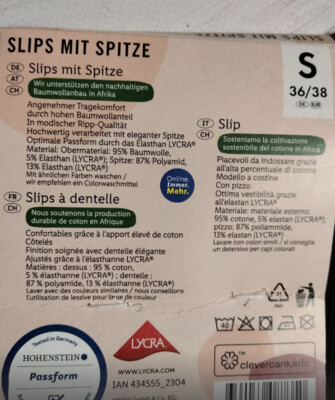 SLIPS MIT SPITZE
S
36/38
DE EUR
DE Slips mit Spitze
AT
CH
Wir unterstützen den nachhaltigen
Baumwollanbau in Afrika
Angenehmer Tragekomfort
durch hohen Baumwollanteil
In modischer Ripp-Qualität
Hochwertig verarbeitet mit eleganter Spitze
Optimale Passform durch das Elasthan LYCRA®
Material: Obermaterial: 95% Baumwolle,
5% Elasthan (LYCRA®); Spitze: 87% Polyamid,
13% Elasthan (LYCRA®)
Mit ähnlichen Farben waschen /
wir empfehlen ein Colorwaschmittel
Online.
Immer.
Mehr.
FR Slips à dentelle
CH
Nous soutenons la production
durable de coton en Afrique
Confortables grâce à l'apport élevé de coton
Côtelés
Finition soignée avec dentelle élégante
Ajustés grâce à l'élasthanne LYCRA®
Matières : dessus : 95 % coton,
5 % élasthanne (LYCRA®) ; dentelle :
87 % polyamide, 13 % élasthanne (LYCRA®)
Laver avec des couleurs similaires / nous conseillons
l'utilisation de lessive pour linge de couleur
IT Slip
CH
Sosteniamo la coltivazione
sostenibile del cotone in Africa
Piacevoli da indossare grazie
all'alta percentuale di cotone
Modello a costine
Con pizzo
Ottima vestibilità grazie
all'elastan LYCRA®
Materiale: materiale esterno:
95% cotone, 5% elastan (LYCRA®);
pizzo: 87% poliammide,
13% elastan (LYCRA®)
Lavare con colori simili / si consiglia
un detersivo per capi colorati
PAP
40
Tested in Germany
HOHENSTEIN
Passform
LYCRA
WWW.LYCRA.COM
IAN 434555_2304
GmbH & Co. KG
clevercare.info